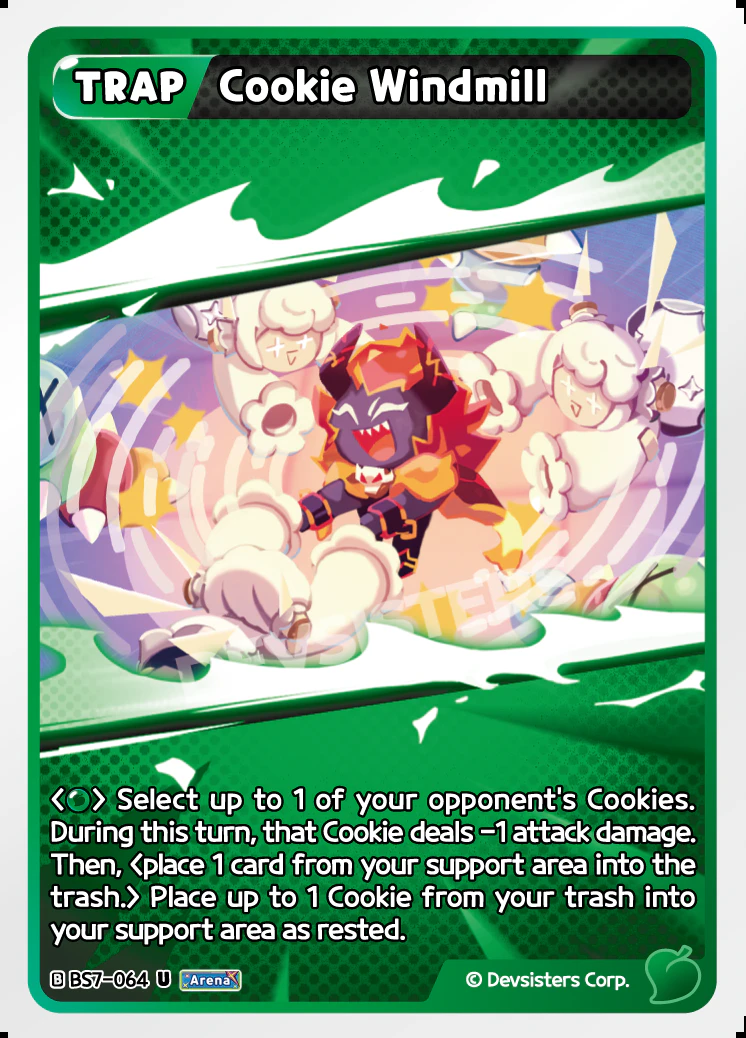 TRAP Cookie Windmill
DEVSISTERS
< > Select up to 1 of your opponent's Cookies.
During this turn, that Cookie deals -1 attack damage.
Then, <place 1 card from your support area into the
trash.> Place up to 1 Cookie from your trash into
your support area as rested.
B BS7-064 U Arena © Devsisters Corp.